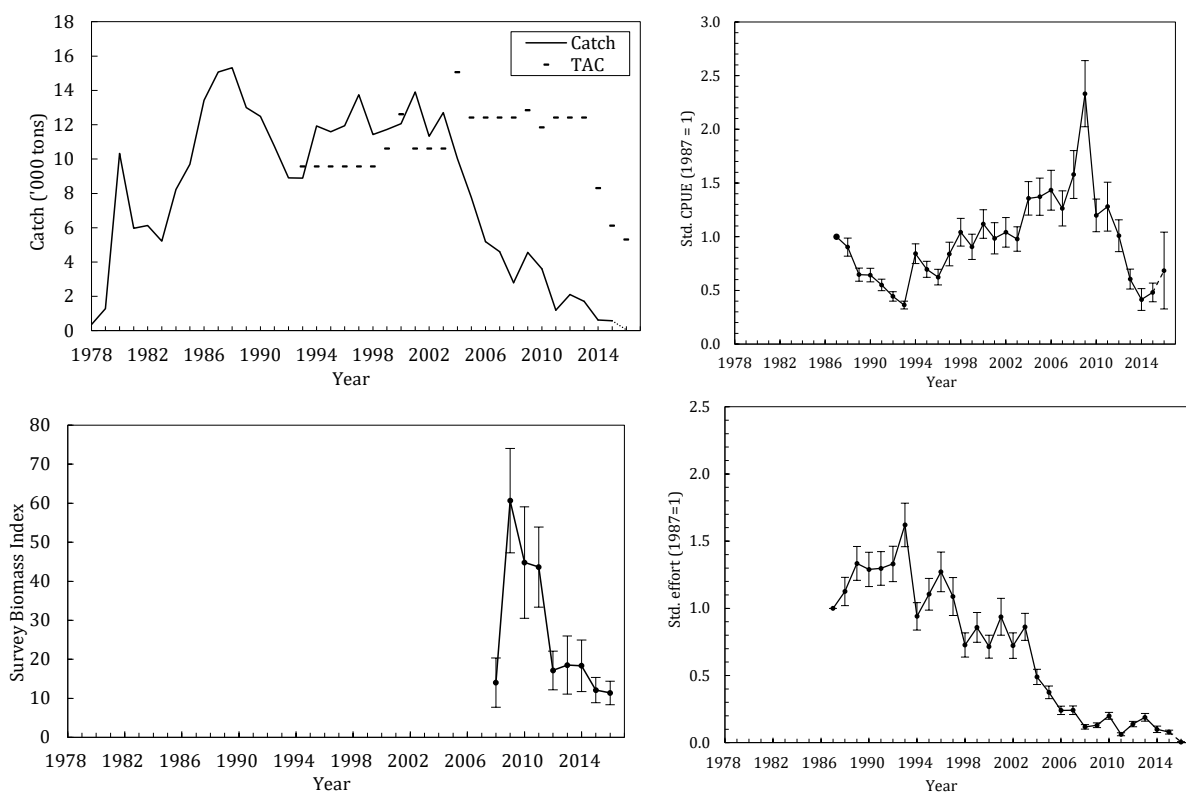 18
16
14
12
10
8
6
4
2
0
Catch ('000 tons)
Catch
TAC
1978 1982 1986 1990 1994 1998 2002 2006 2010 2014
Year
3.0
2.5
2.0
1.5
1.0
0.5
0.0
Std. CPUE (1987 = 1)
1978 1982 1986 1990 1994 1998 2002 2006 2010 2014
Year
80
70
60
50
40
30
20
10
0
Survey Biomass Index
1978 1982 1986 1990 1994 1998 2002 2006 2010 2014
Year
2.5
2.0
1.5
1.0
0.5
0.0
Std. effort (1987=1)
1978 1982 1986 1990 1994 1998 2002 2006 2010 2014
Year